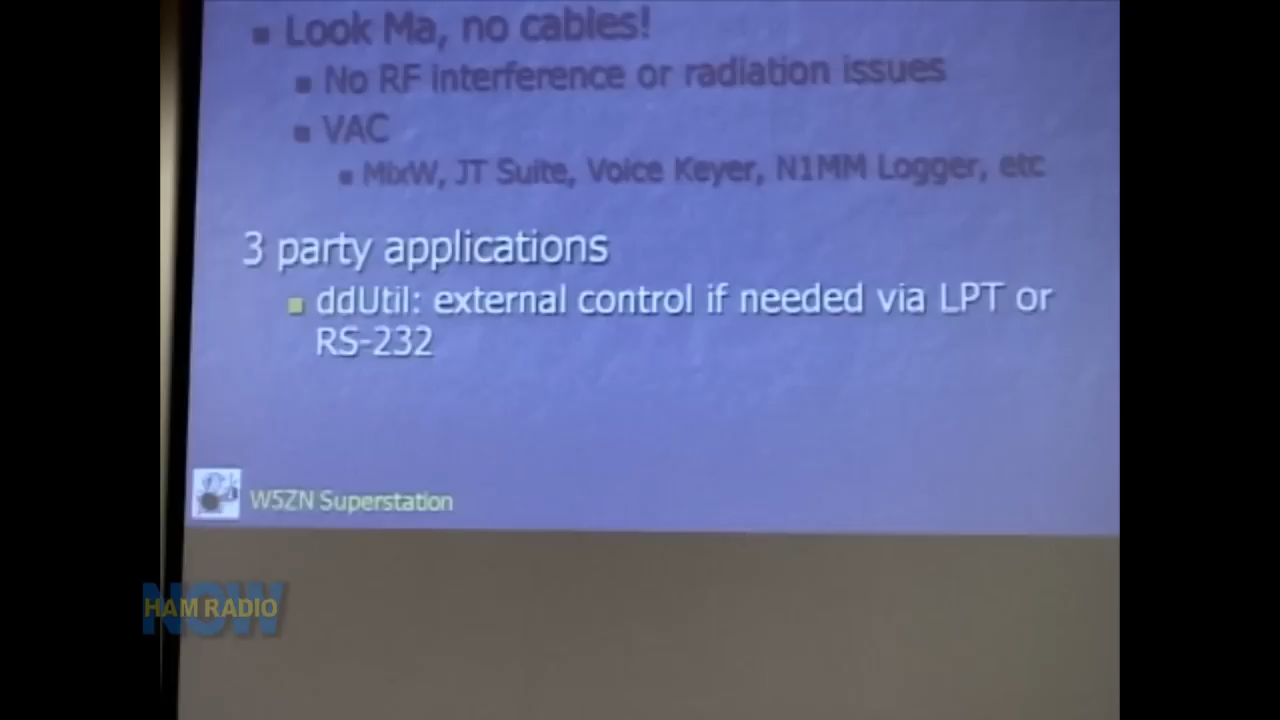 Look Ma, no cables!
No RF interference or radiation issues
VAC
MixW, JT Suite, Voice Keyer, N1MM Logger, etc
3 party applications
ddUtil: external control if needed via LPT or
RS-232
W5ZN Superstation
NOW
HAM RADIO